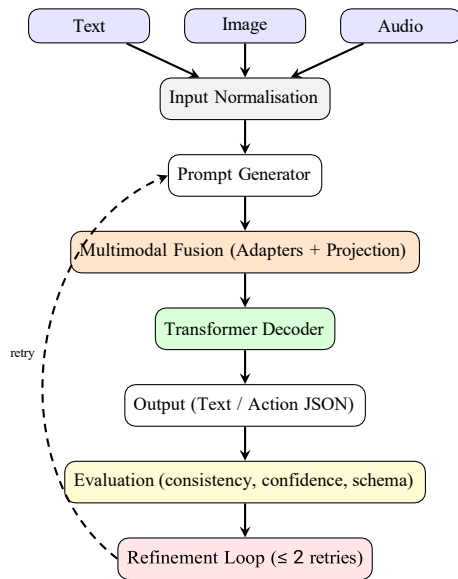 Text
Image
Audio
Input Normalisation
Prompt Generator
Multimodal Fusion (Adapters + Projection)
Transformer Decoder
retry
Output (Text / Action JSON)
Evaluation (consistency, confidence, schema)
Refinement Loop (≤ 2 retries)